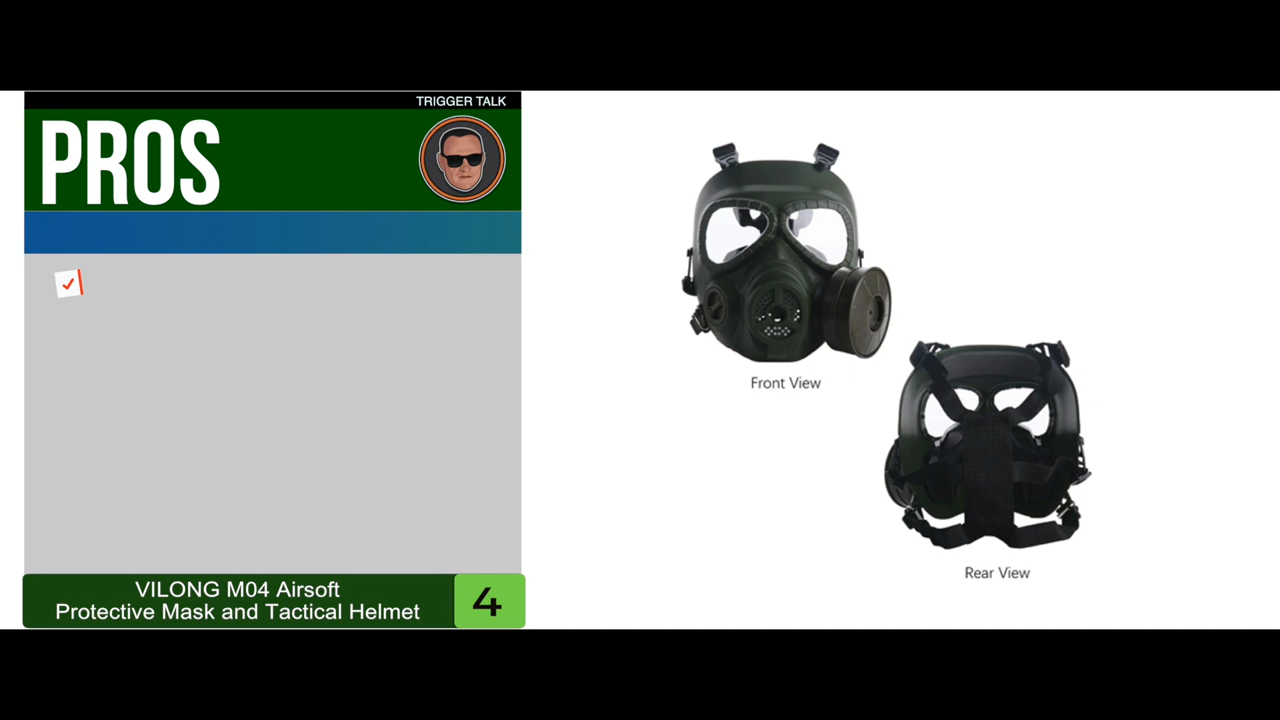 TRIGGER TALK
PROS
Front View
Rear View
VILONG M04 Airsoft
Protective Mask and Tactical Helmet
4